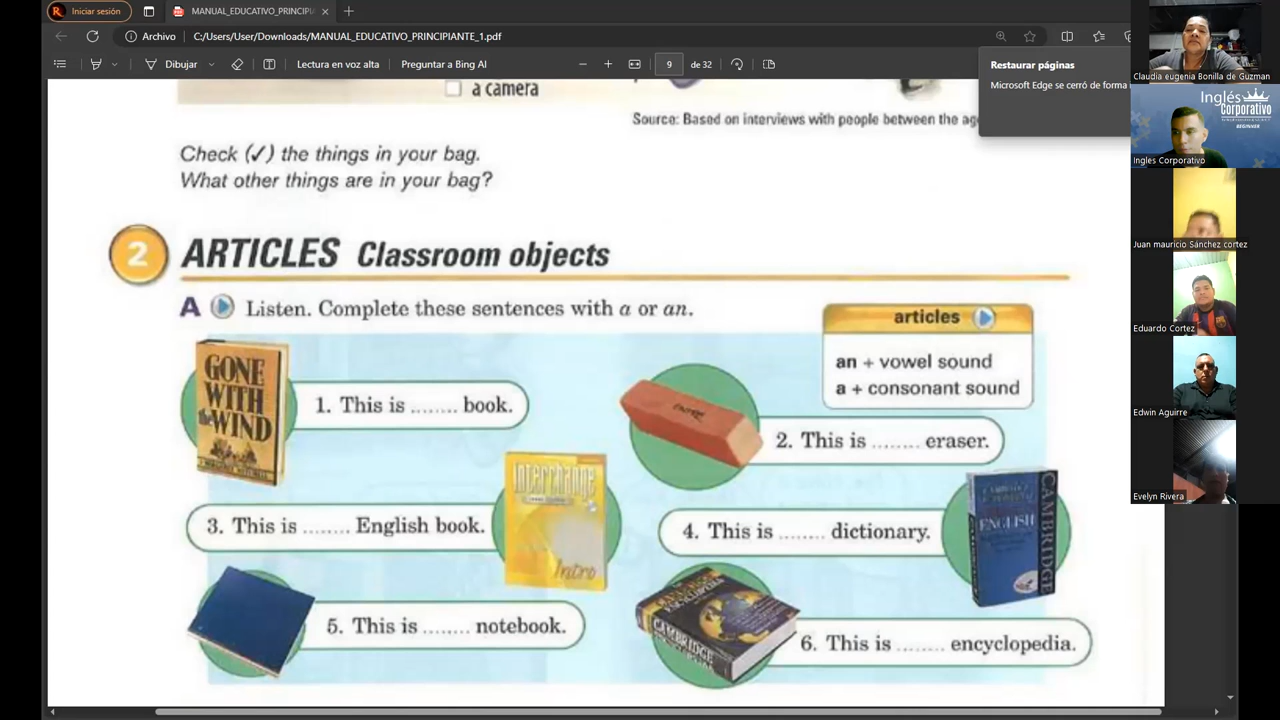 Iniciar sesión
MANUAL_EDUCATIVO_PRINCIPI
Archivo
C:/Users/User/Downloads/MANUAL_EDUCATIVO_PRINCIPIANTE_1.pdf
Dibujar
Lectura en voz alta
Preguntar a Bing AI
9
de 32
Restaurar páginas
Microsoft Edge se cerró de forma
a camera
Source: Based on interviews with people between the ag
Check (✓) the things in your bag.
What other things are in your bag?
2
ARTICLES Classroom objects
A
Listen. Complete these sentences with a or an.
articles
an + vowel sound
a + consonant sound
GONE
WITH
the WIND
1. This is ........ book.
2. This is ........ eraser.
3. This is ........ English book.
Interchange
Intro
4. This is ........ dictionary.
ENGLISH
CAMBRIDGE
5. This is ........ notebook.
CAMBRIDGE
ENCYCLOPEDIA
6. This is ........ encyclopedia.
Claudia eugenia Bonilla de Guzman
Inglés
Corporativo
BEGINNER
Ingles Corporativo
Juan mauricio Sánchez cortez
Eduardo Cortez
Edwin Aguirre
Evelyn Rivera